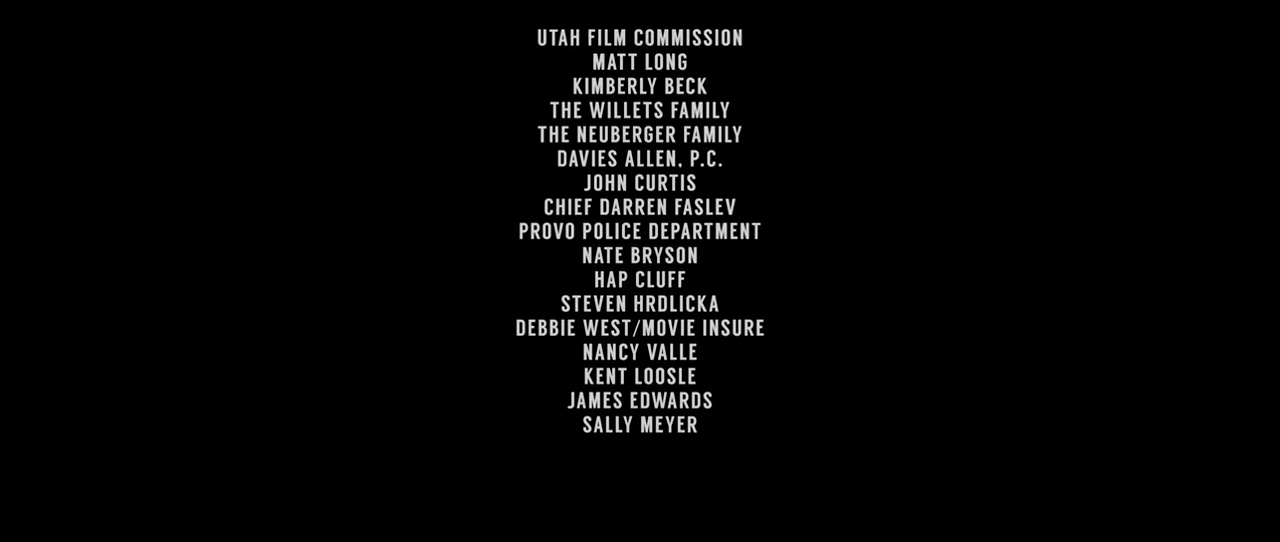 UTAH FILM COMMISSION
MATT LONG
KIMBERLY BECK
THE WILLETS FAMILY
THE NEUBERGER FAMILY
DAVIES ALLEN, P.C.
JOHN CURTIS
CHIEF DARREN FASLEV
PROVO POLICE DEPARTMENT
NATE BRYSON
HAP CLUFF
STEVEN HRDLICKA
DEBBIE WEST/MOVIE INSURE
NANCY VALLE
KENT LOOSLE
JAMES EDWARDS
SALLY MEYER